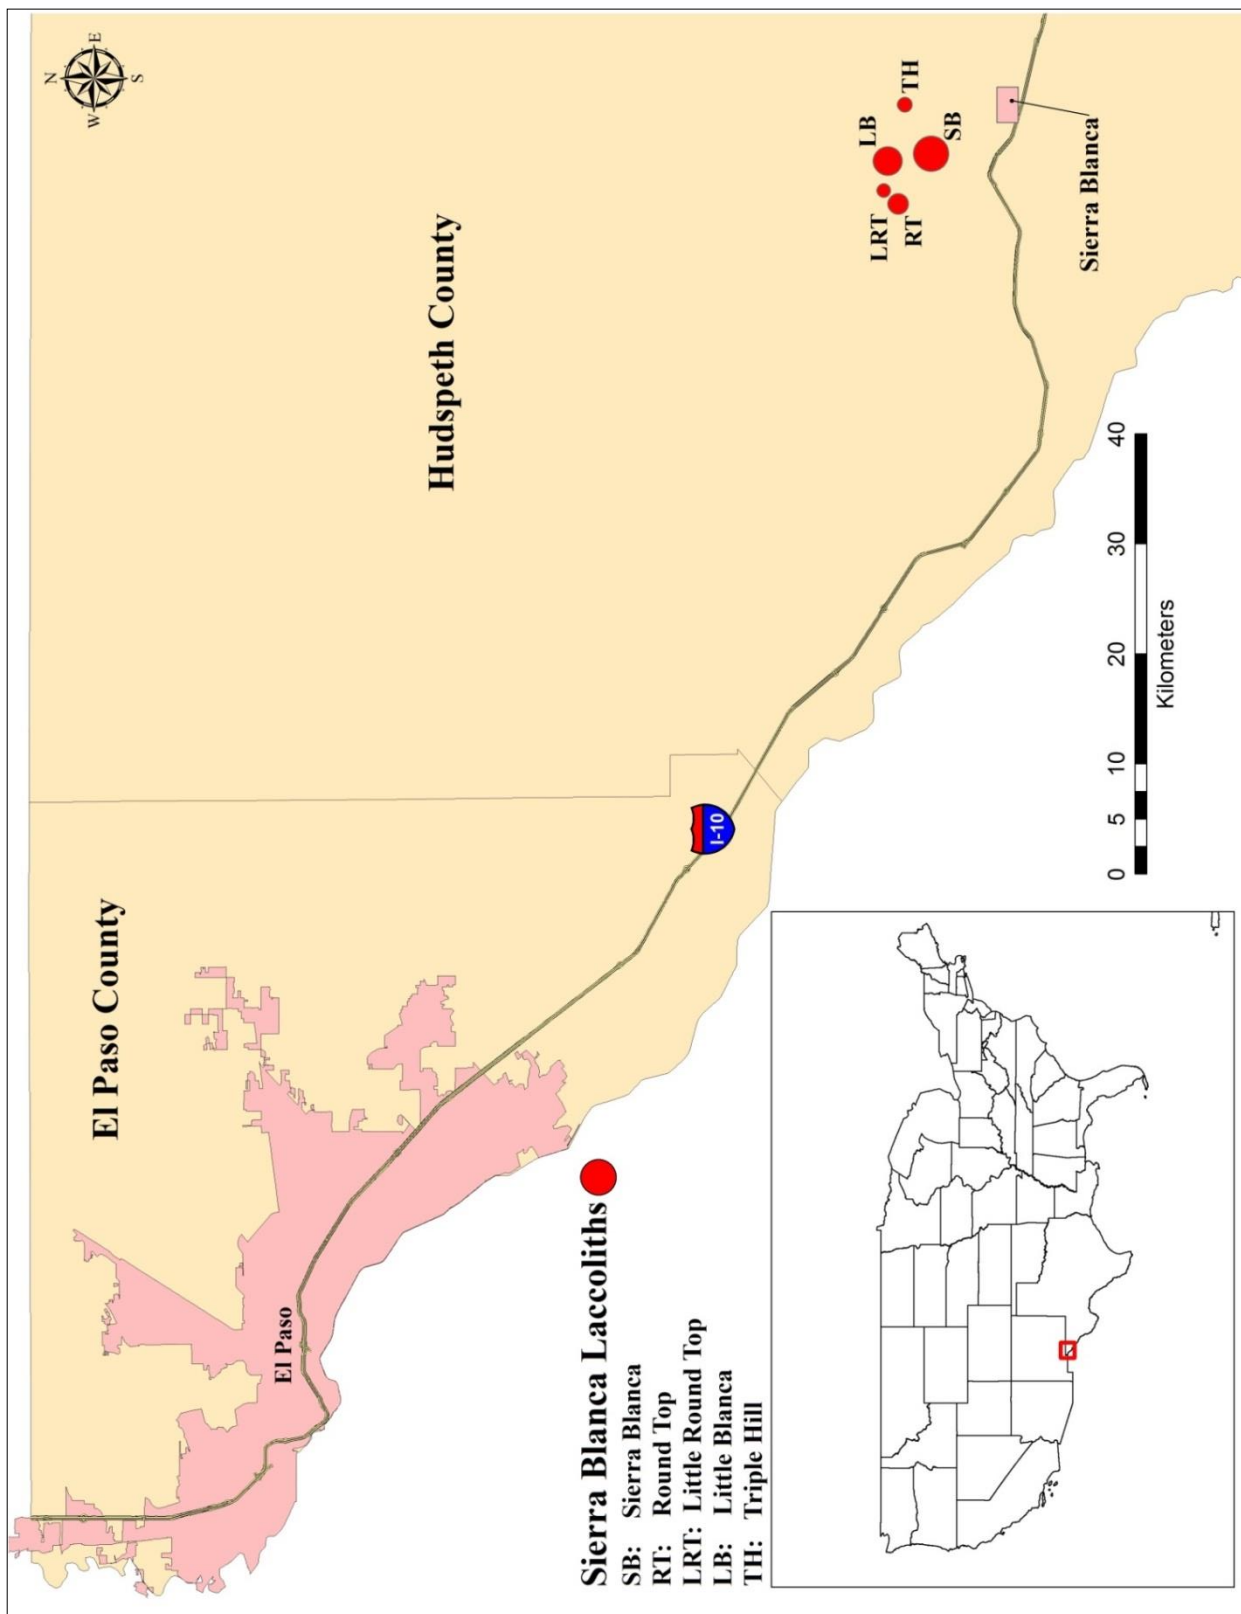 N
W E
S
El Paso County
Hudspeth County
El Paso
I-10
LRT
LB
RT
TH
SB
Sierra Blanca
Sierra Blanca Laccoliths
SB: Sierra Blanca
RT: Round Top
LRT: Little Round Top
LB: Little Blanca
TH: Triple Hill
0 5 10 20 30 40
Kilometers